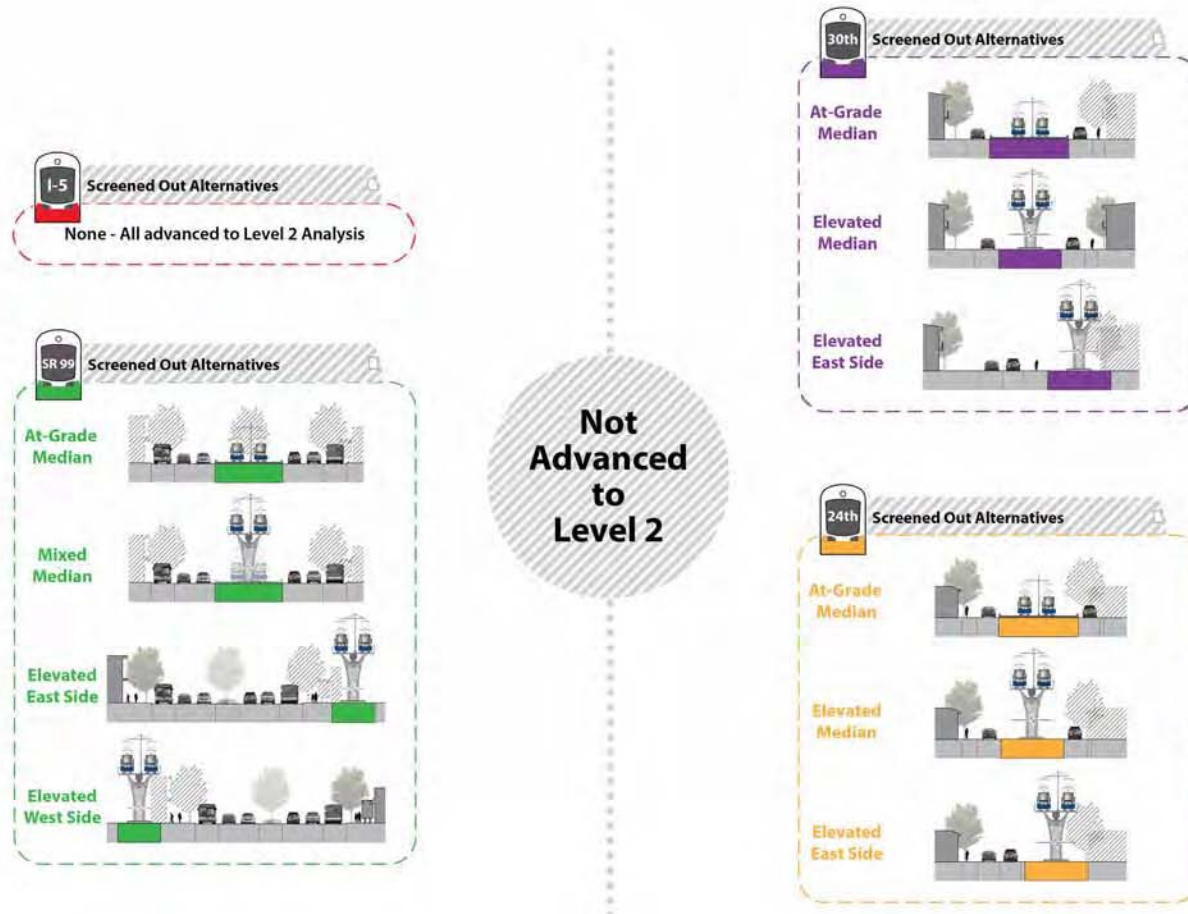 I-5
Screened Out Alternatives
None - All advanced to Level 2 Analysis
SR 99
Screened Out Alternatives
At-Grade
Median
Mixed
Median
Elevated
East Side
Elevated
West Side
Not
Advanced
to
Level 2
30th
Screened Out Alternatives
At-Grade
Median
Elevated
Median
Elevated
East Side
24th
Screened Out Alternatives
At-Grade
Median
Elevated
Median
Elevated
East Side